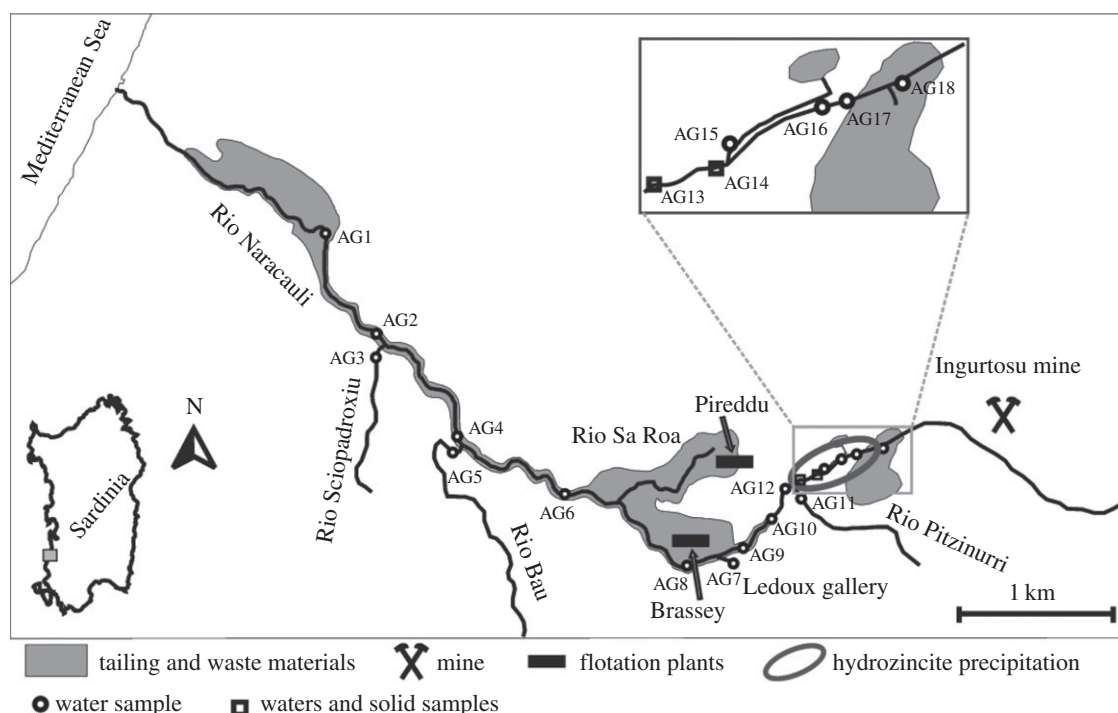 Mediterranean Sea
AG18
AG17
AG16
AG15
AG14
AG13
Rio Naracauli
AG1
AG2
AG3
Rio Sciopadroxiu
AG4
AG5
Rio Bau
AG6
Rio Sa Roa
Pireddu
Ingurtosu mine
AG12
AG11
AG10
Rio Pitzinurri
AG9
AG8
AG7
Ledoux gallery
Brassey
N
Sardinia
1 km
tailing and waste materials
mine
flotation plants
hydrozincite precipitation
water sample
waters and solid samples